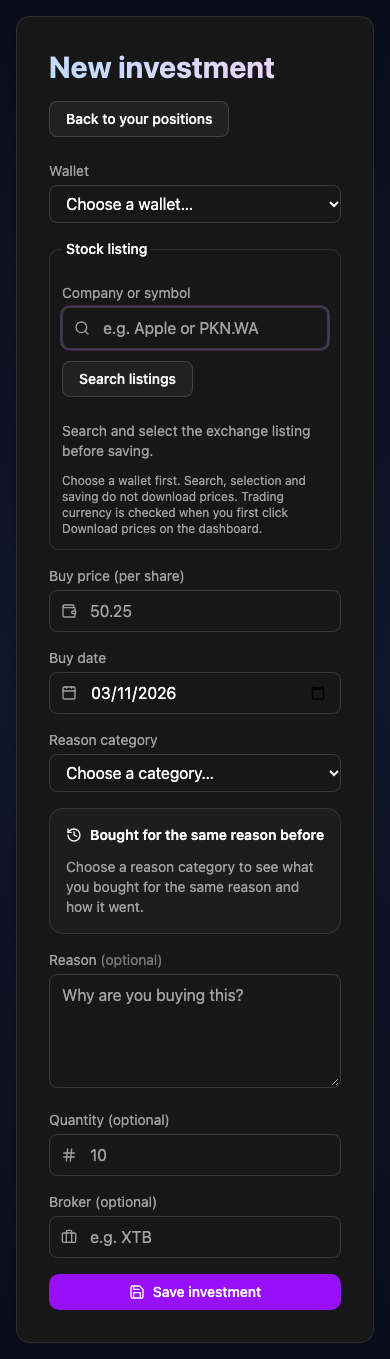 New investment
Back to your positions
Wallet
Choose a wallet...
Stock listing
Company or symbol
e.g. Apple or PKN.WA
Search listings
Search and select the exchange listing
before saving.
Choose a wallet first. Search, selection and
saving do not download prices. Trading
currency is checked when you first click
Download prices on the dashboard.
Buy price (per share)
50.25
Buy date
03/11/2026
Reason category
Choose a category...
Bought for the same reason before
Choose a reason category to see what
you bought for the same reason and
how it went.
Reason (optional)
Why are you buying this?
Quantity (optional)
10
Broker (optional)
e.g. XTB
Save investment